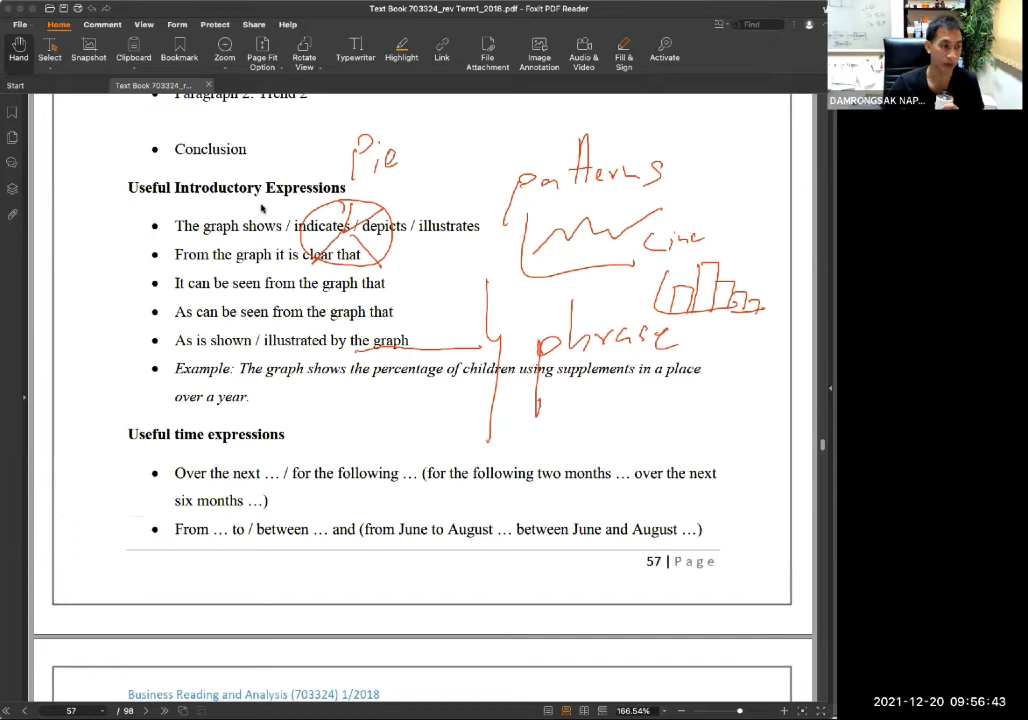 Text Book 703324_rev Term1_2018.pdf - Foxit PDF Reader
File Home Comment View Form Protect Share Help Find
Hand Select Snapshot Clipboard Bookmark Zoom Page Fit Option Rotate View Typewriter Highlight Link File Attachment Image Annotation Audio & Video Fill & Sign Activate
Start Text Book 703324_r...
DAMRONGSAK NAP...
• Paragraph 2: Trend 2
• Conclusion
Pie
patterns
Useful Introductory Expressions
• The graph shows / indicates / depicts / illustrates
Line
• From the graph it is clear that
• It can be seen from the graph that
• As can be seen from the graph that
• As is shown / illustrated by the graph
phrase
• Example: The graph shows the percentage of children using supplements in a place
over a year.
Useful time expressions
• Over the next … / for the following … (for the following two months … over the next
six months …)
• From … to / between … and (from June to August … between June and August …)
57 | Page
Business Reading and Analysis (703324) 1/2018
57 / 98 166.54%
2021-12-20 09:56:43